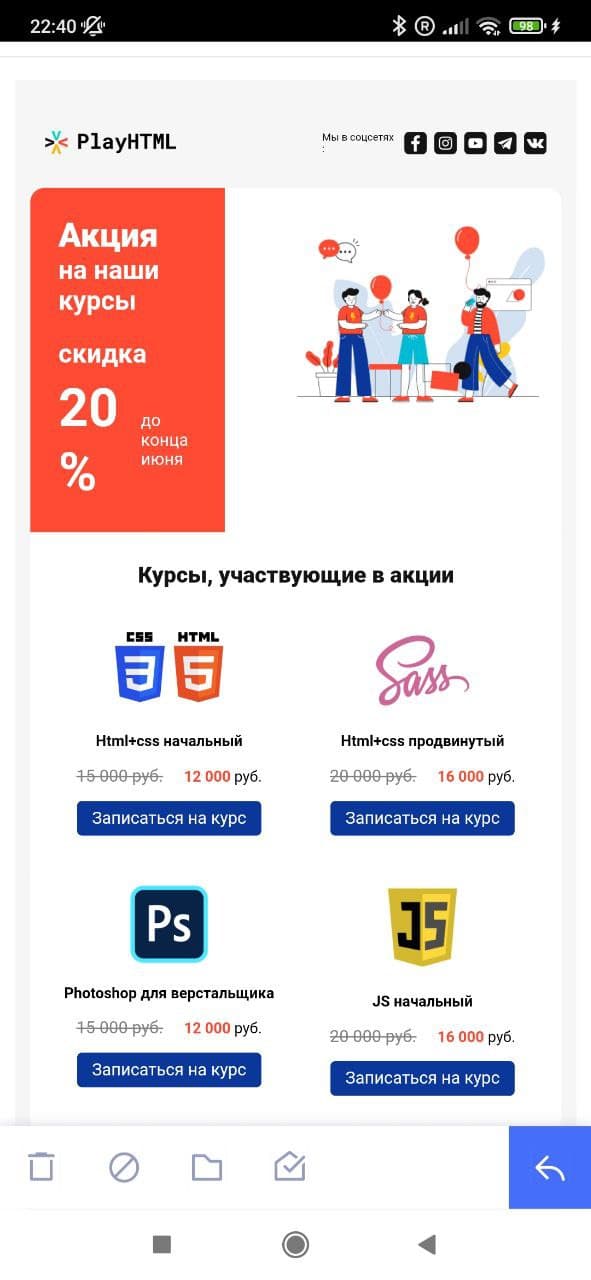 22:40
98
PlayHTML
Мы в соцсетях
:
Акция
на наши
курсы
скидка
20
%
до
конца
июня
Курсы, участвующие в акции
CSS HTML
3 5
Sass
Html+css начальный
Html+css продвинутый
15 000 руб. 12 000 руб.
20 000 руб. 16 000 руб.
Записаться на курс
Записаться на курс
Ps
JS
Photoshop для верстальщика
JS начальный
15 000 руб. 12 000 руб.
20 000 руб. 16 000 руб.
Записаться на курс
Записаться на курс